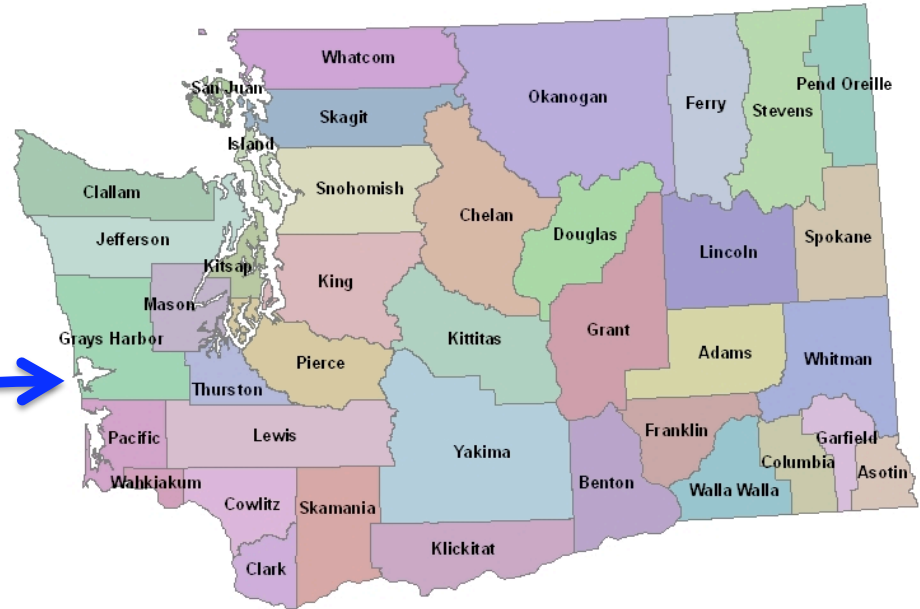 Whatcom
San Juan
Skagit
Island
Okanogan
Ferry
Stevens
Pend Oreille
Clallam
Snohomish
Chelan
Jefferson
Douglas
Lincoln
Spokane
Kitsap
King
Mason
Grays Harbor
Kittitas
Grant
Adams
Whitman
Pierce
Thurston
Pacific
Lewis
Yakima
Franklin
Garfield
Columbia
Asotin
Wahkiakum
Benton
Walla Walla
Cowlitz
Skamania
Klickitat
Clark